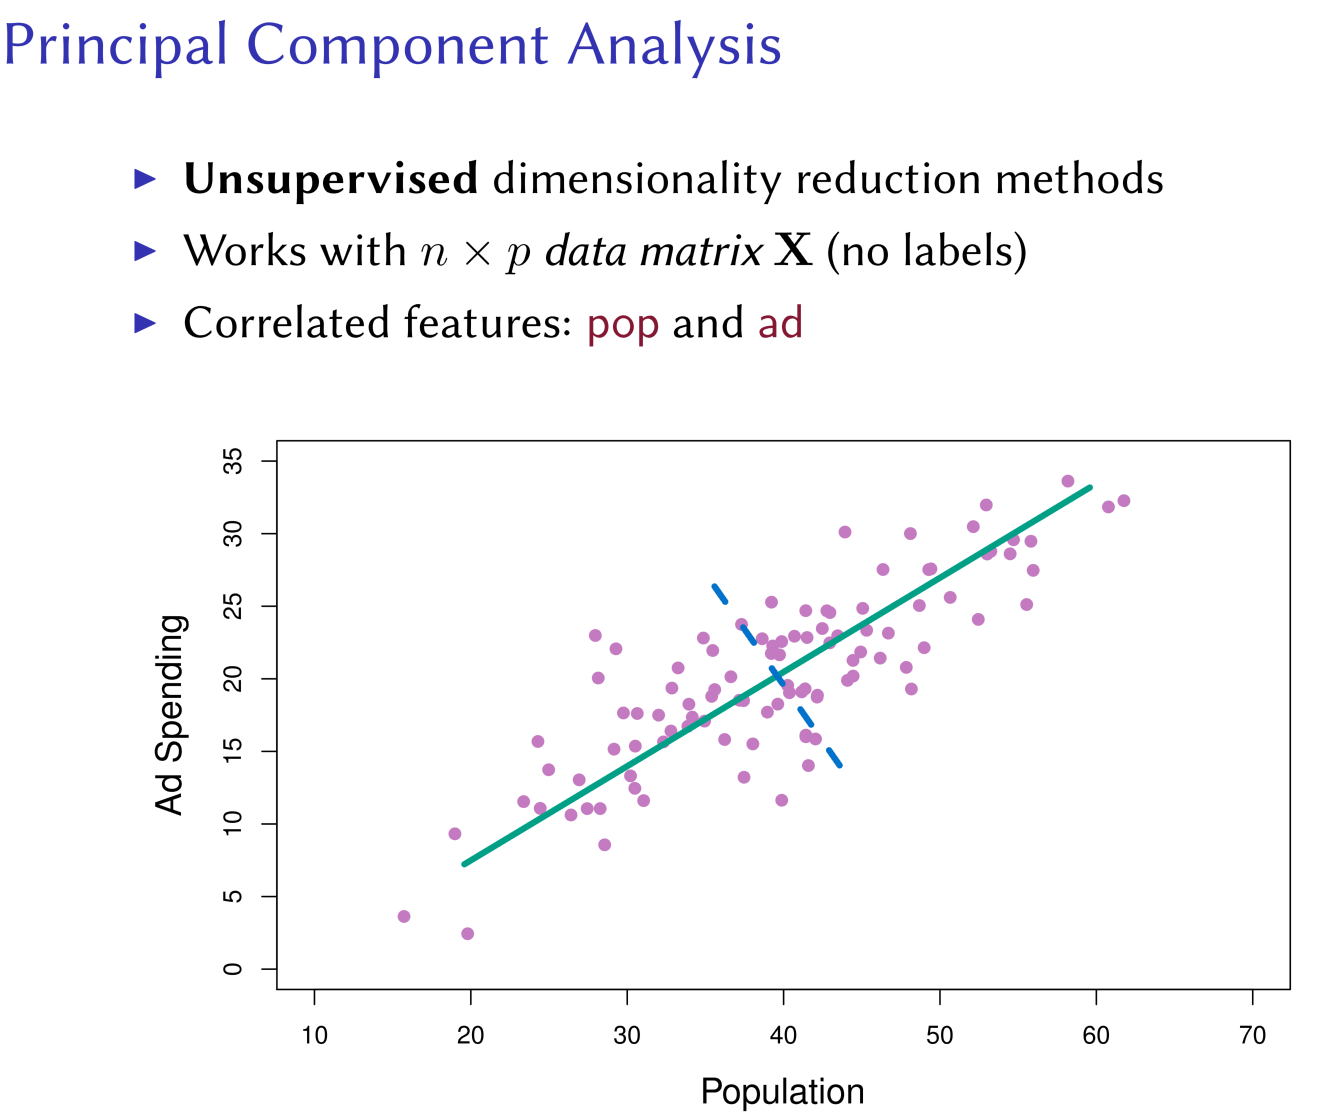 Principal Component Analysis
▶ Unsupervised dimensionality reduction methods
▶ Works with n × p data matrix X (no labels)
▶ Correlated features: pop and ad
35
30
25
20
15
10
5
0
Ad Spending
10 20 30 40 50 60 70
Population